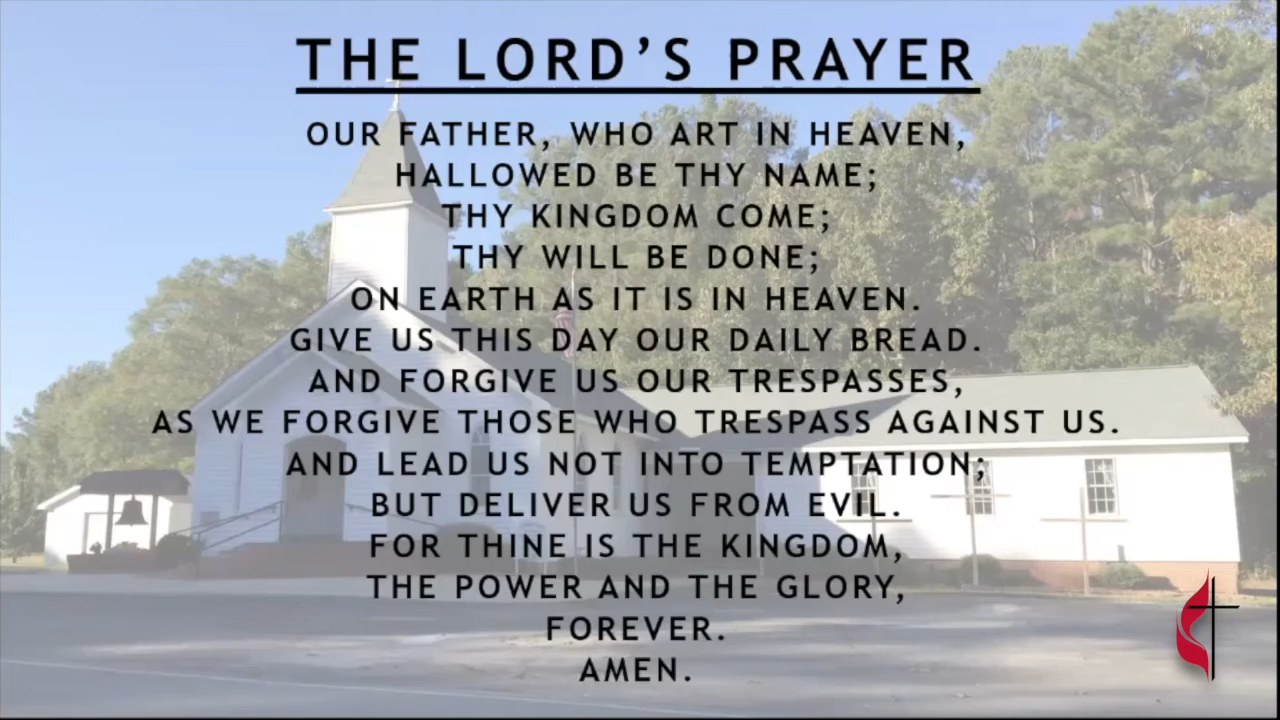 THE LORD’S PRAYER
OUR FATHER, WHO ART IN HEAVEN,
HALLOWED BE THY NAME;
THY KINGDOM COME;
THY WILL BE DONE;
ON EARTH AS IT IS IN HEAVEN.
GIVE US THIS DAY OUR DAILY BREAD.
AND FORGIVE US OUR TRESPASSES,
AS WE FORGIVE THOSE WHO TRESPASS AGAINST US.
AND LEAD US NOT INTO TEMPTATION;
BUT DELIVER US FROM EVIL.
FOR THINE IS THE KINGDOM,
THE POWER AND THE GLORY,
FOREVER.
AMEN.